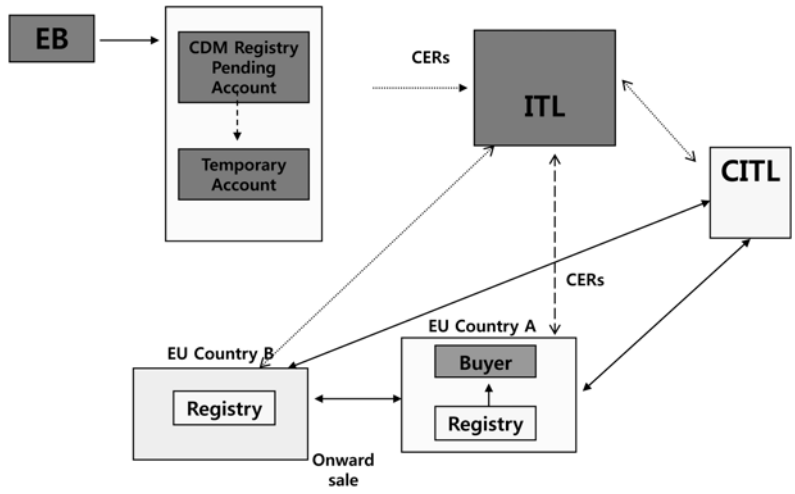 EB
CDM Registry
Pending
Account
Temporary
Account
CERs
ITL
CITL
CERs
EU Country A
EU Country B
Buyer
Registry
Registry
Onward
sale